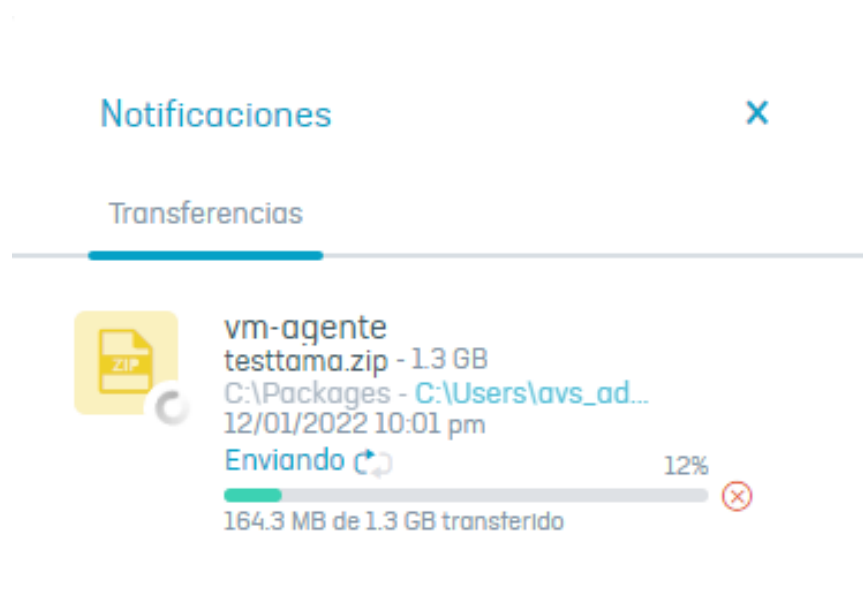 Notificaciones
Transferencias
ZIP
vm-agente
testtama.zip - 1.3 GB
C:\Packages - C:\Users\avs_ad...
12/01/2022 10:01 pm
Enviando 12%
164.3 MB de 1.3 GB transferido